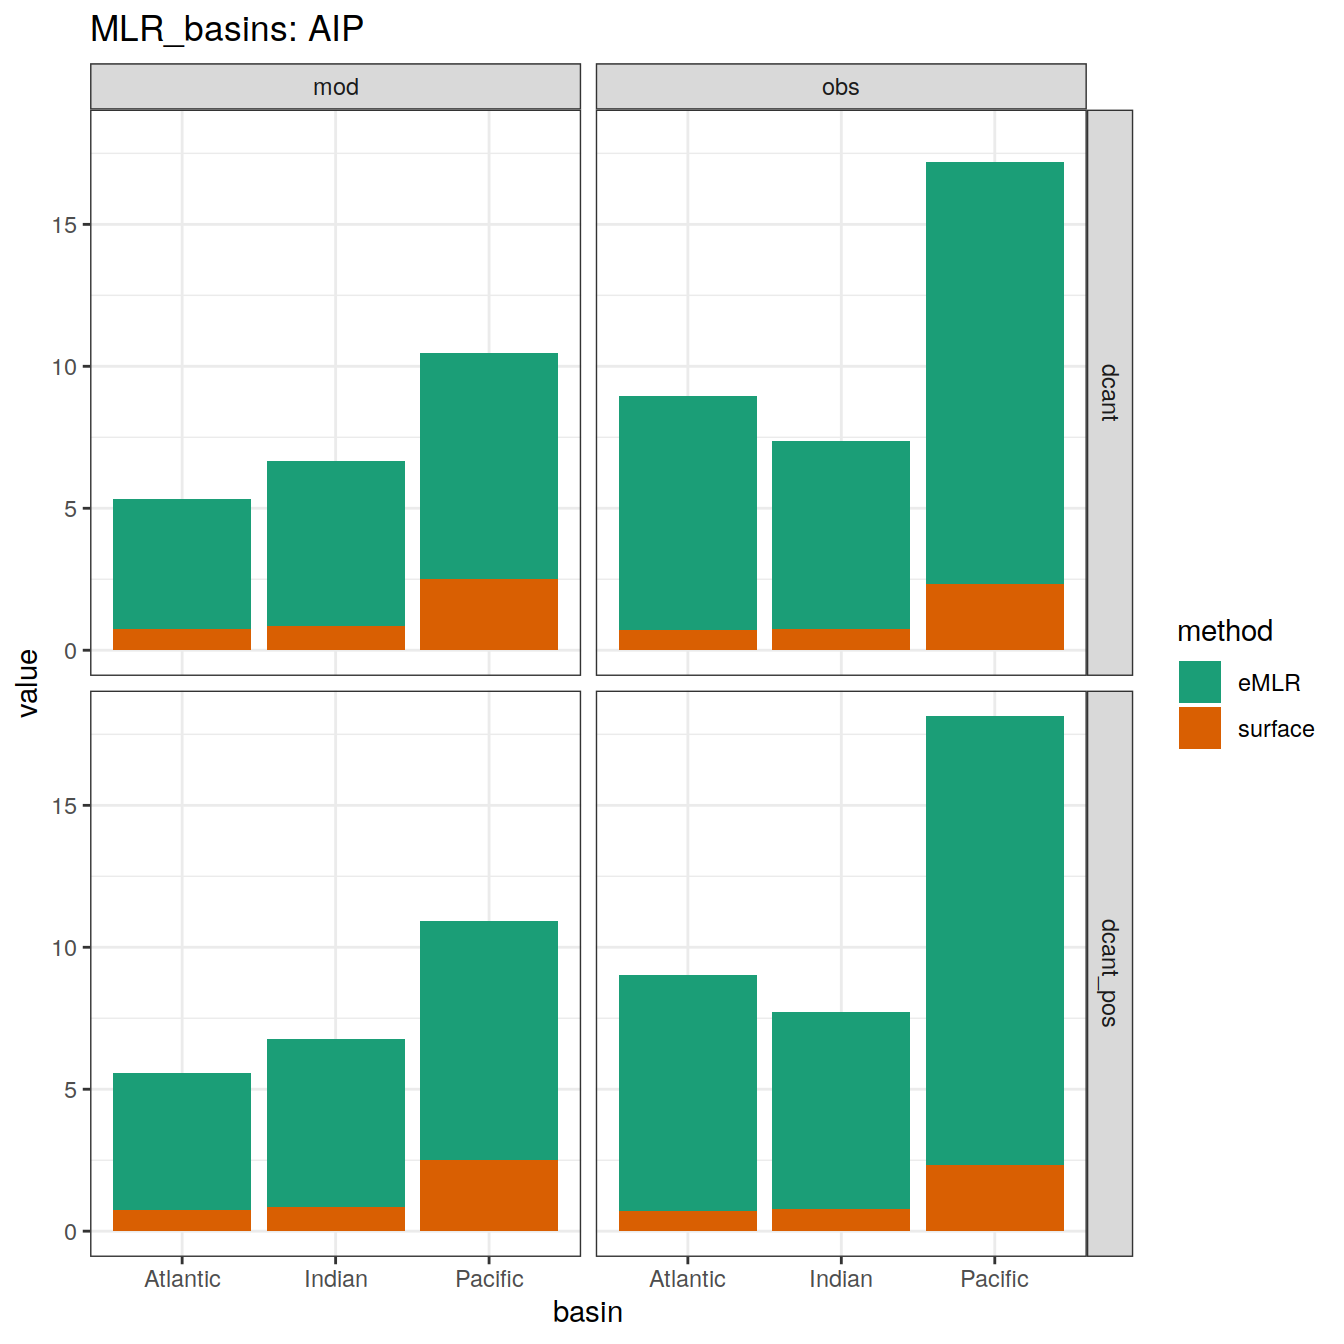 MLR_basins: AIP
mod
obs
15
10
5
0
dcant
15
10
5
0
dcant_pos
Atlantic
Indian
Pacific
Atlantic
Indian
Pacific
basin
value
method
eMLR
surface